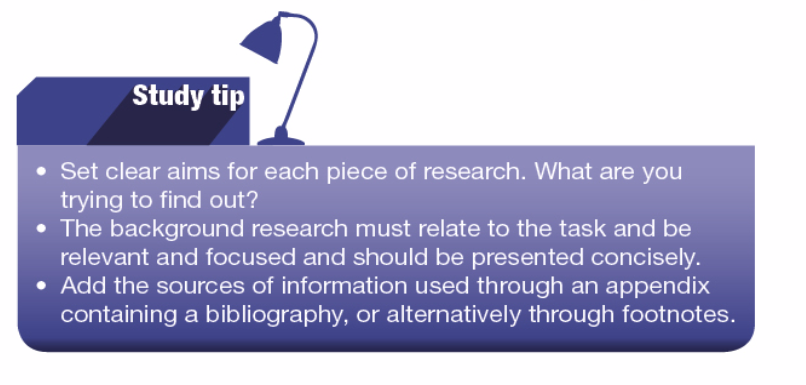 Study tip
• Set clear aims for each piece of research. What are you
trying to find out?
• The background research must relate to the task and be
relevant and focused and should be presented concisely.
• Add the sources of information used through an appendix
containing a bibliography, or alternatively through footnotes.